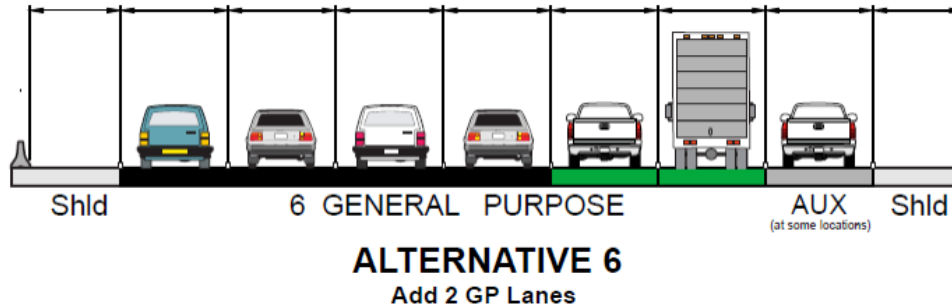 Shld 6 GENERAL PURPOSE AUX Shld
(at some locations)
ALTERNATIVE 6
Add 2 GP Lanes